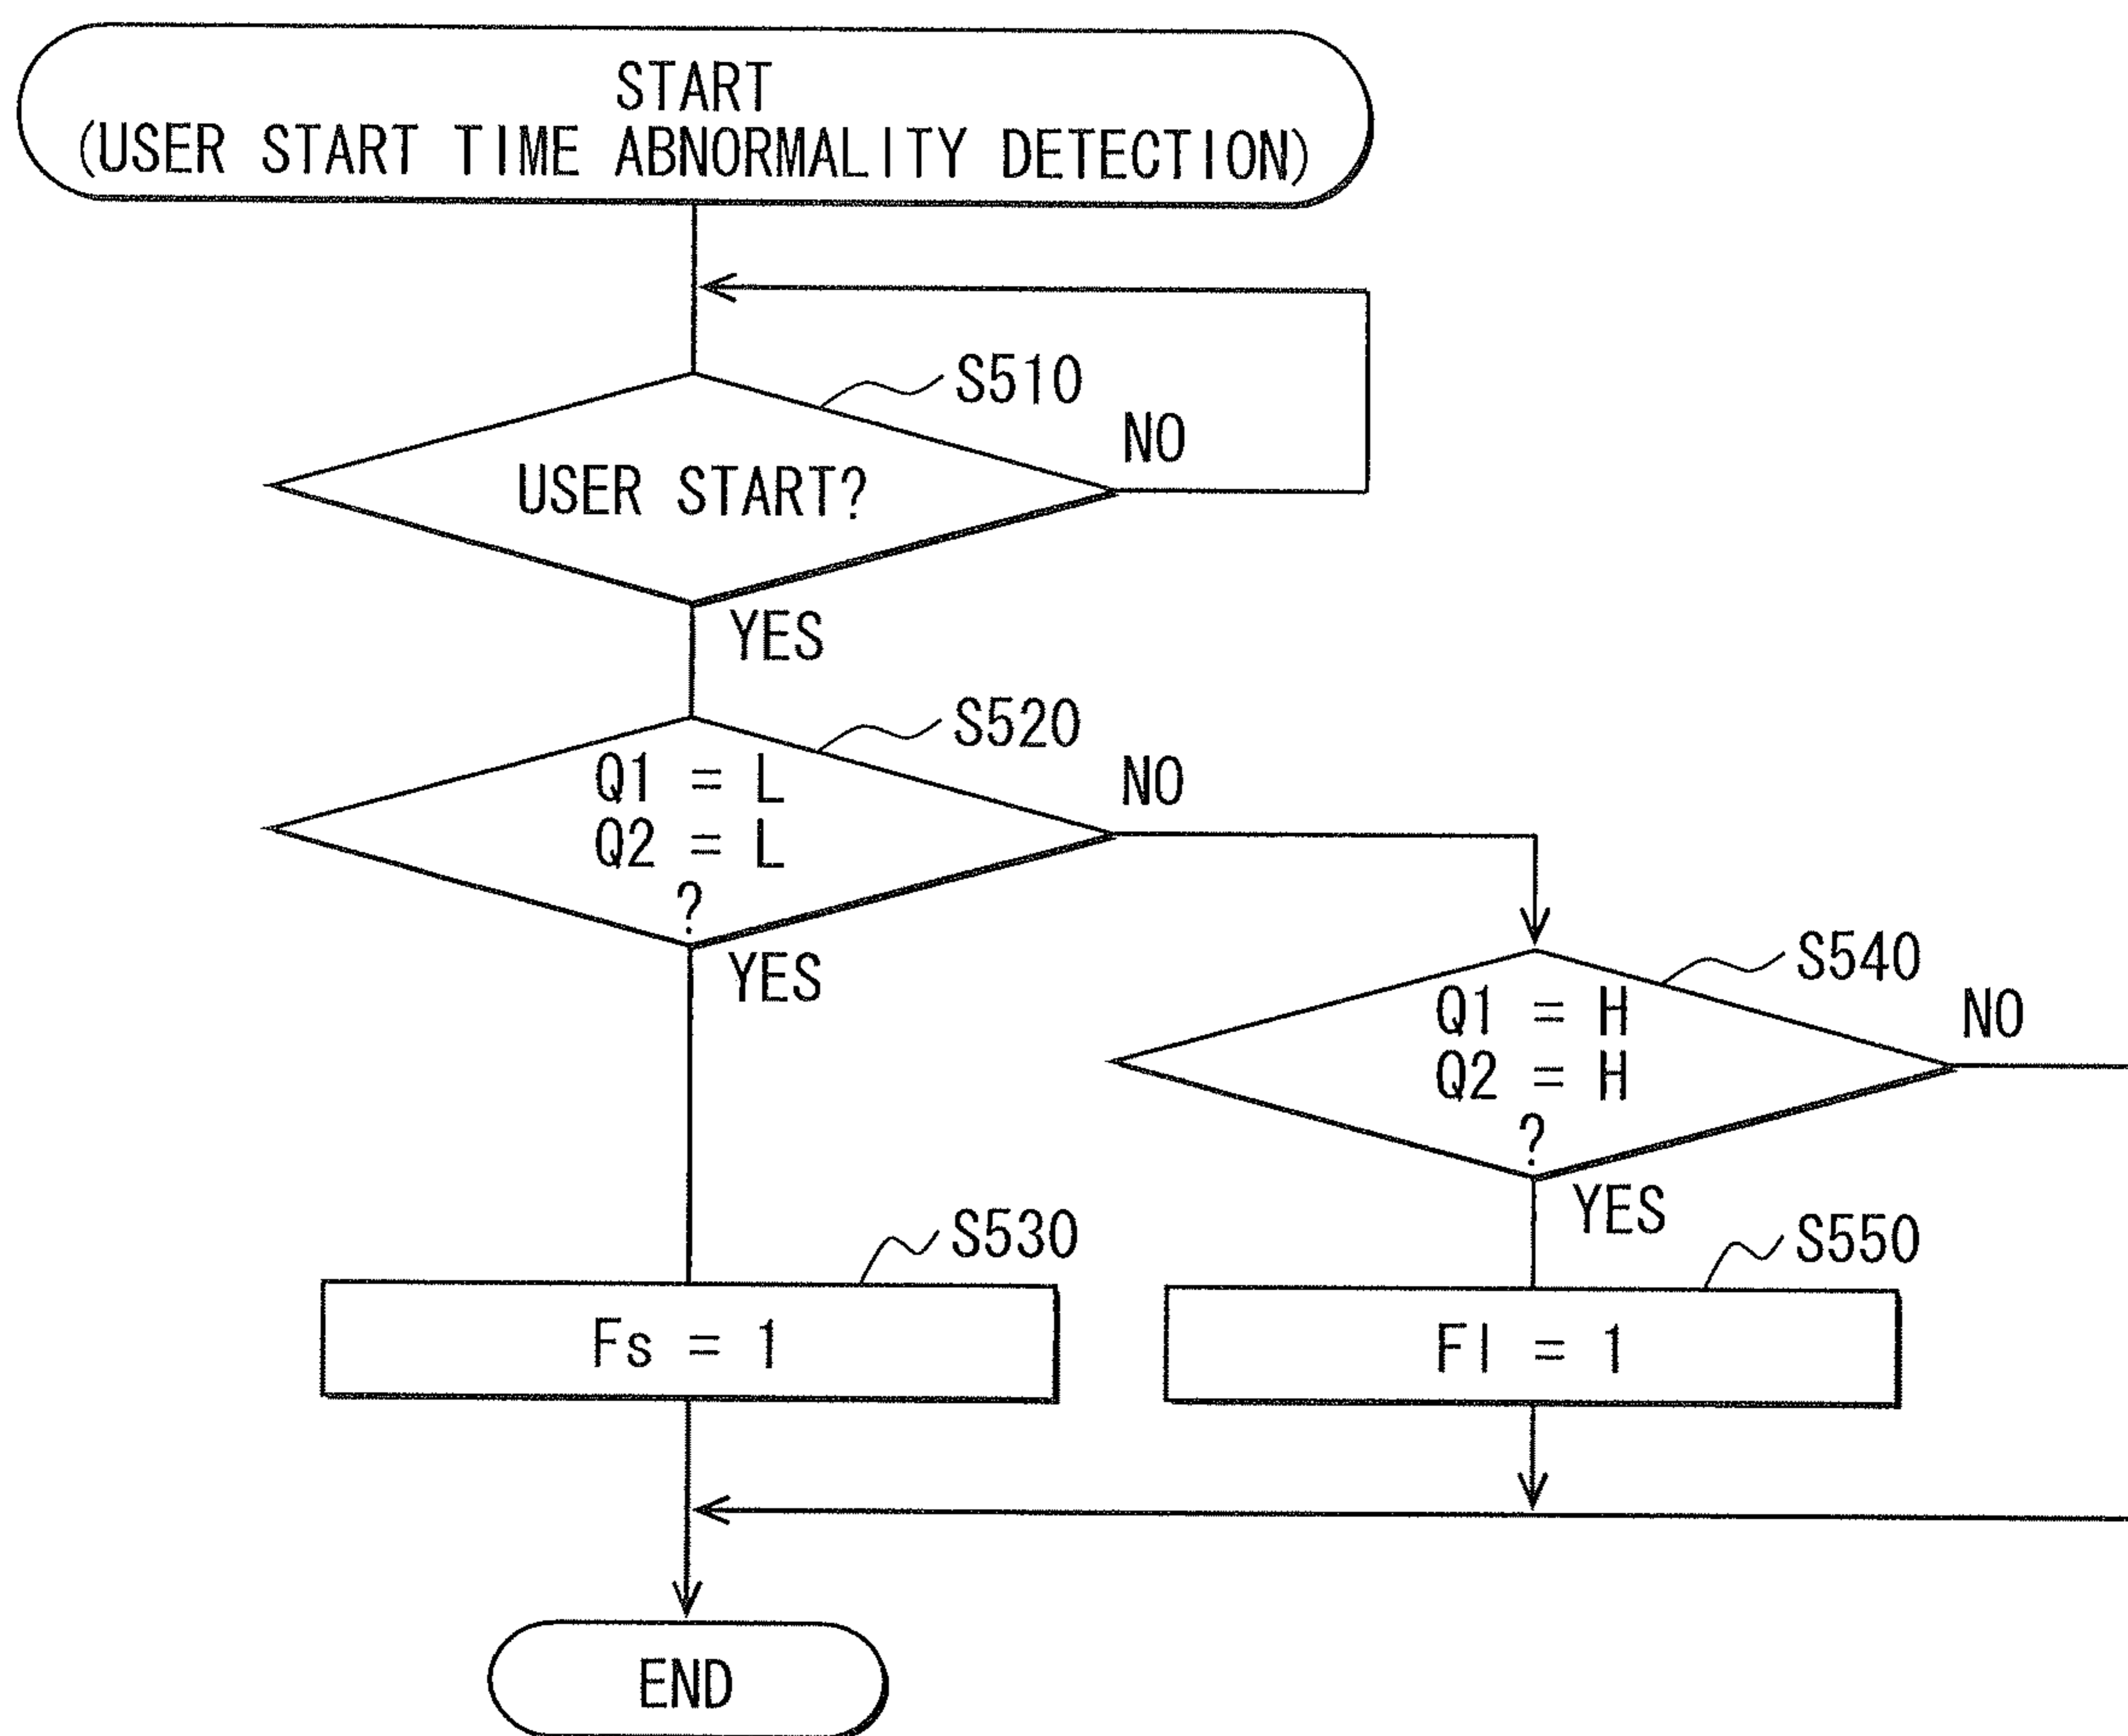 START
(USER START TIME ABNORMALITY DETECTION)
S510
NO
USER START?
YES
S520
NO
Q1 = L
Q2 = L
?
YES
S540
NO
Q1 = H
Q2 = H
?
YES
S530
Fs = 1
S550
Fl = 1
END